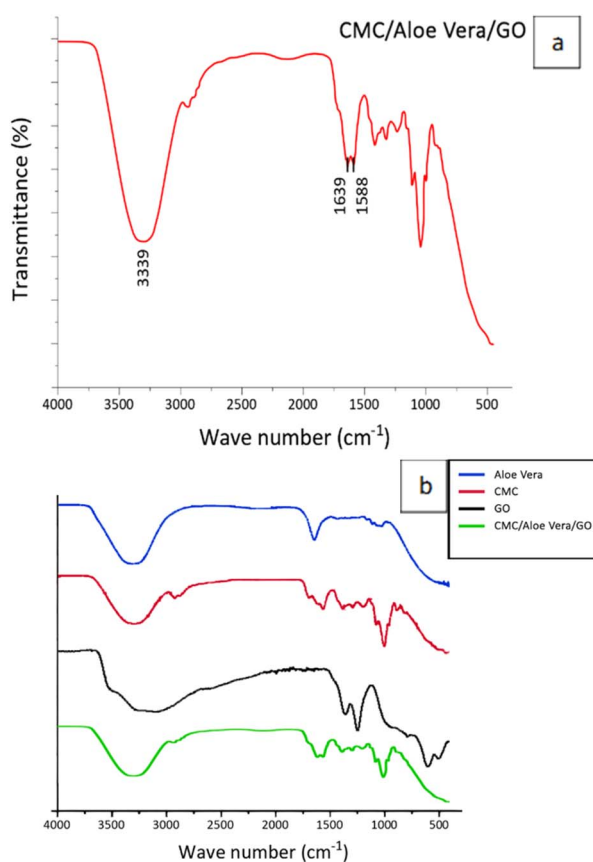 CMC/Aloe Vera/GO
a
Transmittance (%)
3339
1639
1588
4000 3500 3000 2500 2000 1500 1000 500
Wave number (cm-1)
b
Aloe Vera
CMC
GO
CMC/Aloe Vera/GO
4000 3500 3000 2500 2000 1500 1000 500
Wave number (cm-1)